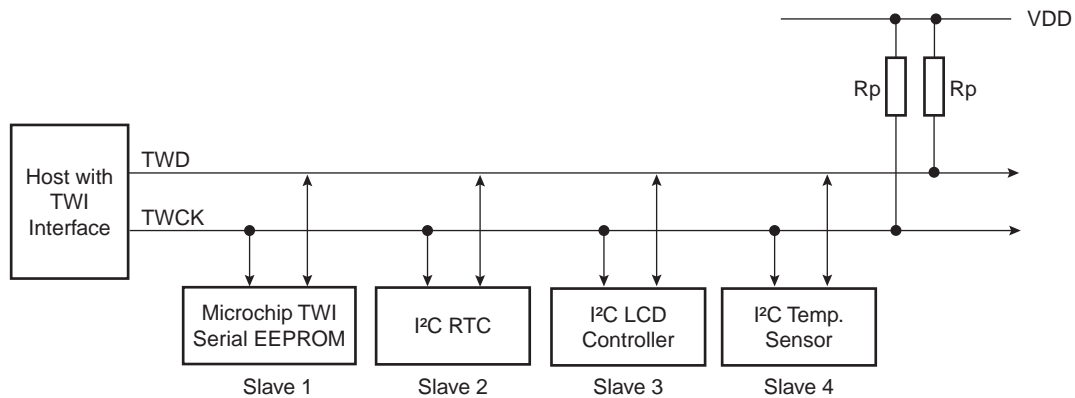 VDD
Rp
Rp
Host with
TWI
Interface
TWD
TWCK
Microchip TWI
Serial EEPROM
I²C RTC
I²C LCD
Controller
I²C Temp.
Sensor
Slave 1
Slave 2
Slave 3
Slave 4